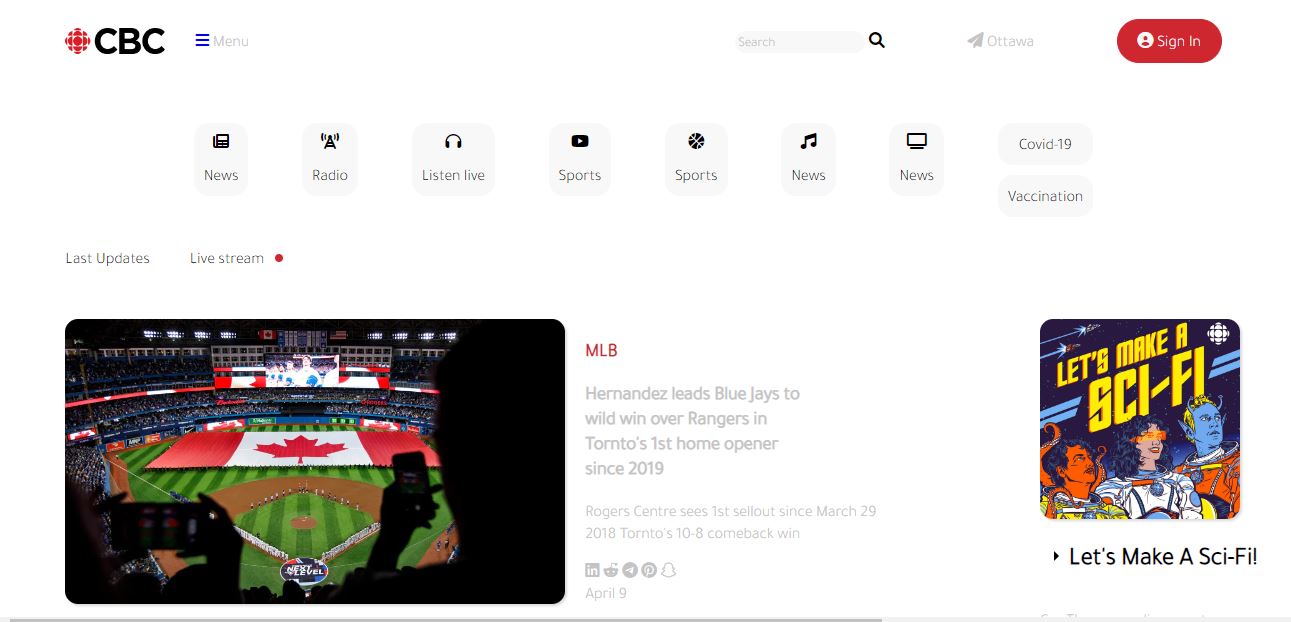 CBC
Menu
Search
Ottawa
Sign In
News
Radio
Listen live
Sports
Sports
News
News
Covid-19
Vaccination
Last Updates
Live stream
NEXT
LEVEL
MLB
Hernandez leads Blue Jays to
wild win over Rangers in
Tornto's 1st home opener
since 2019
Rogers Centre sees 1st sellout since March 29
2018 Tornto's 10-8 comeback win
April 9
LET'S MAKE A
SCI-FI
Let's Make A Sci-Fi!